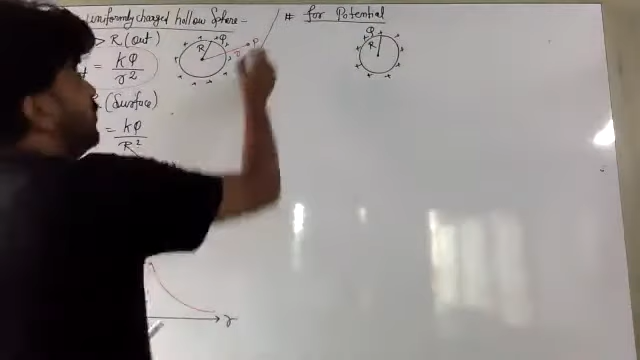 uniformly charged hollow Sphere -
> R (out)
= kQ / r²
(Surface)
= kQ / R²
Q
R
P
r
# for Potential
Q
R